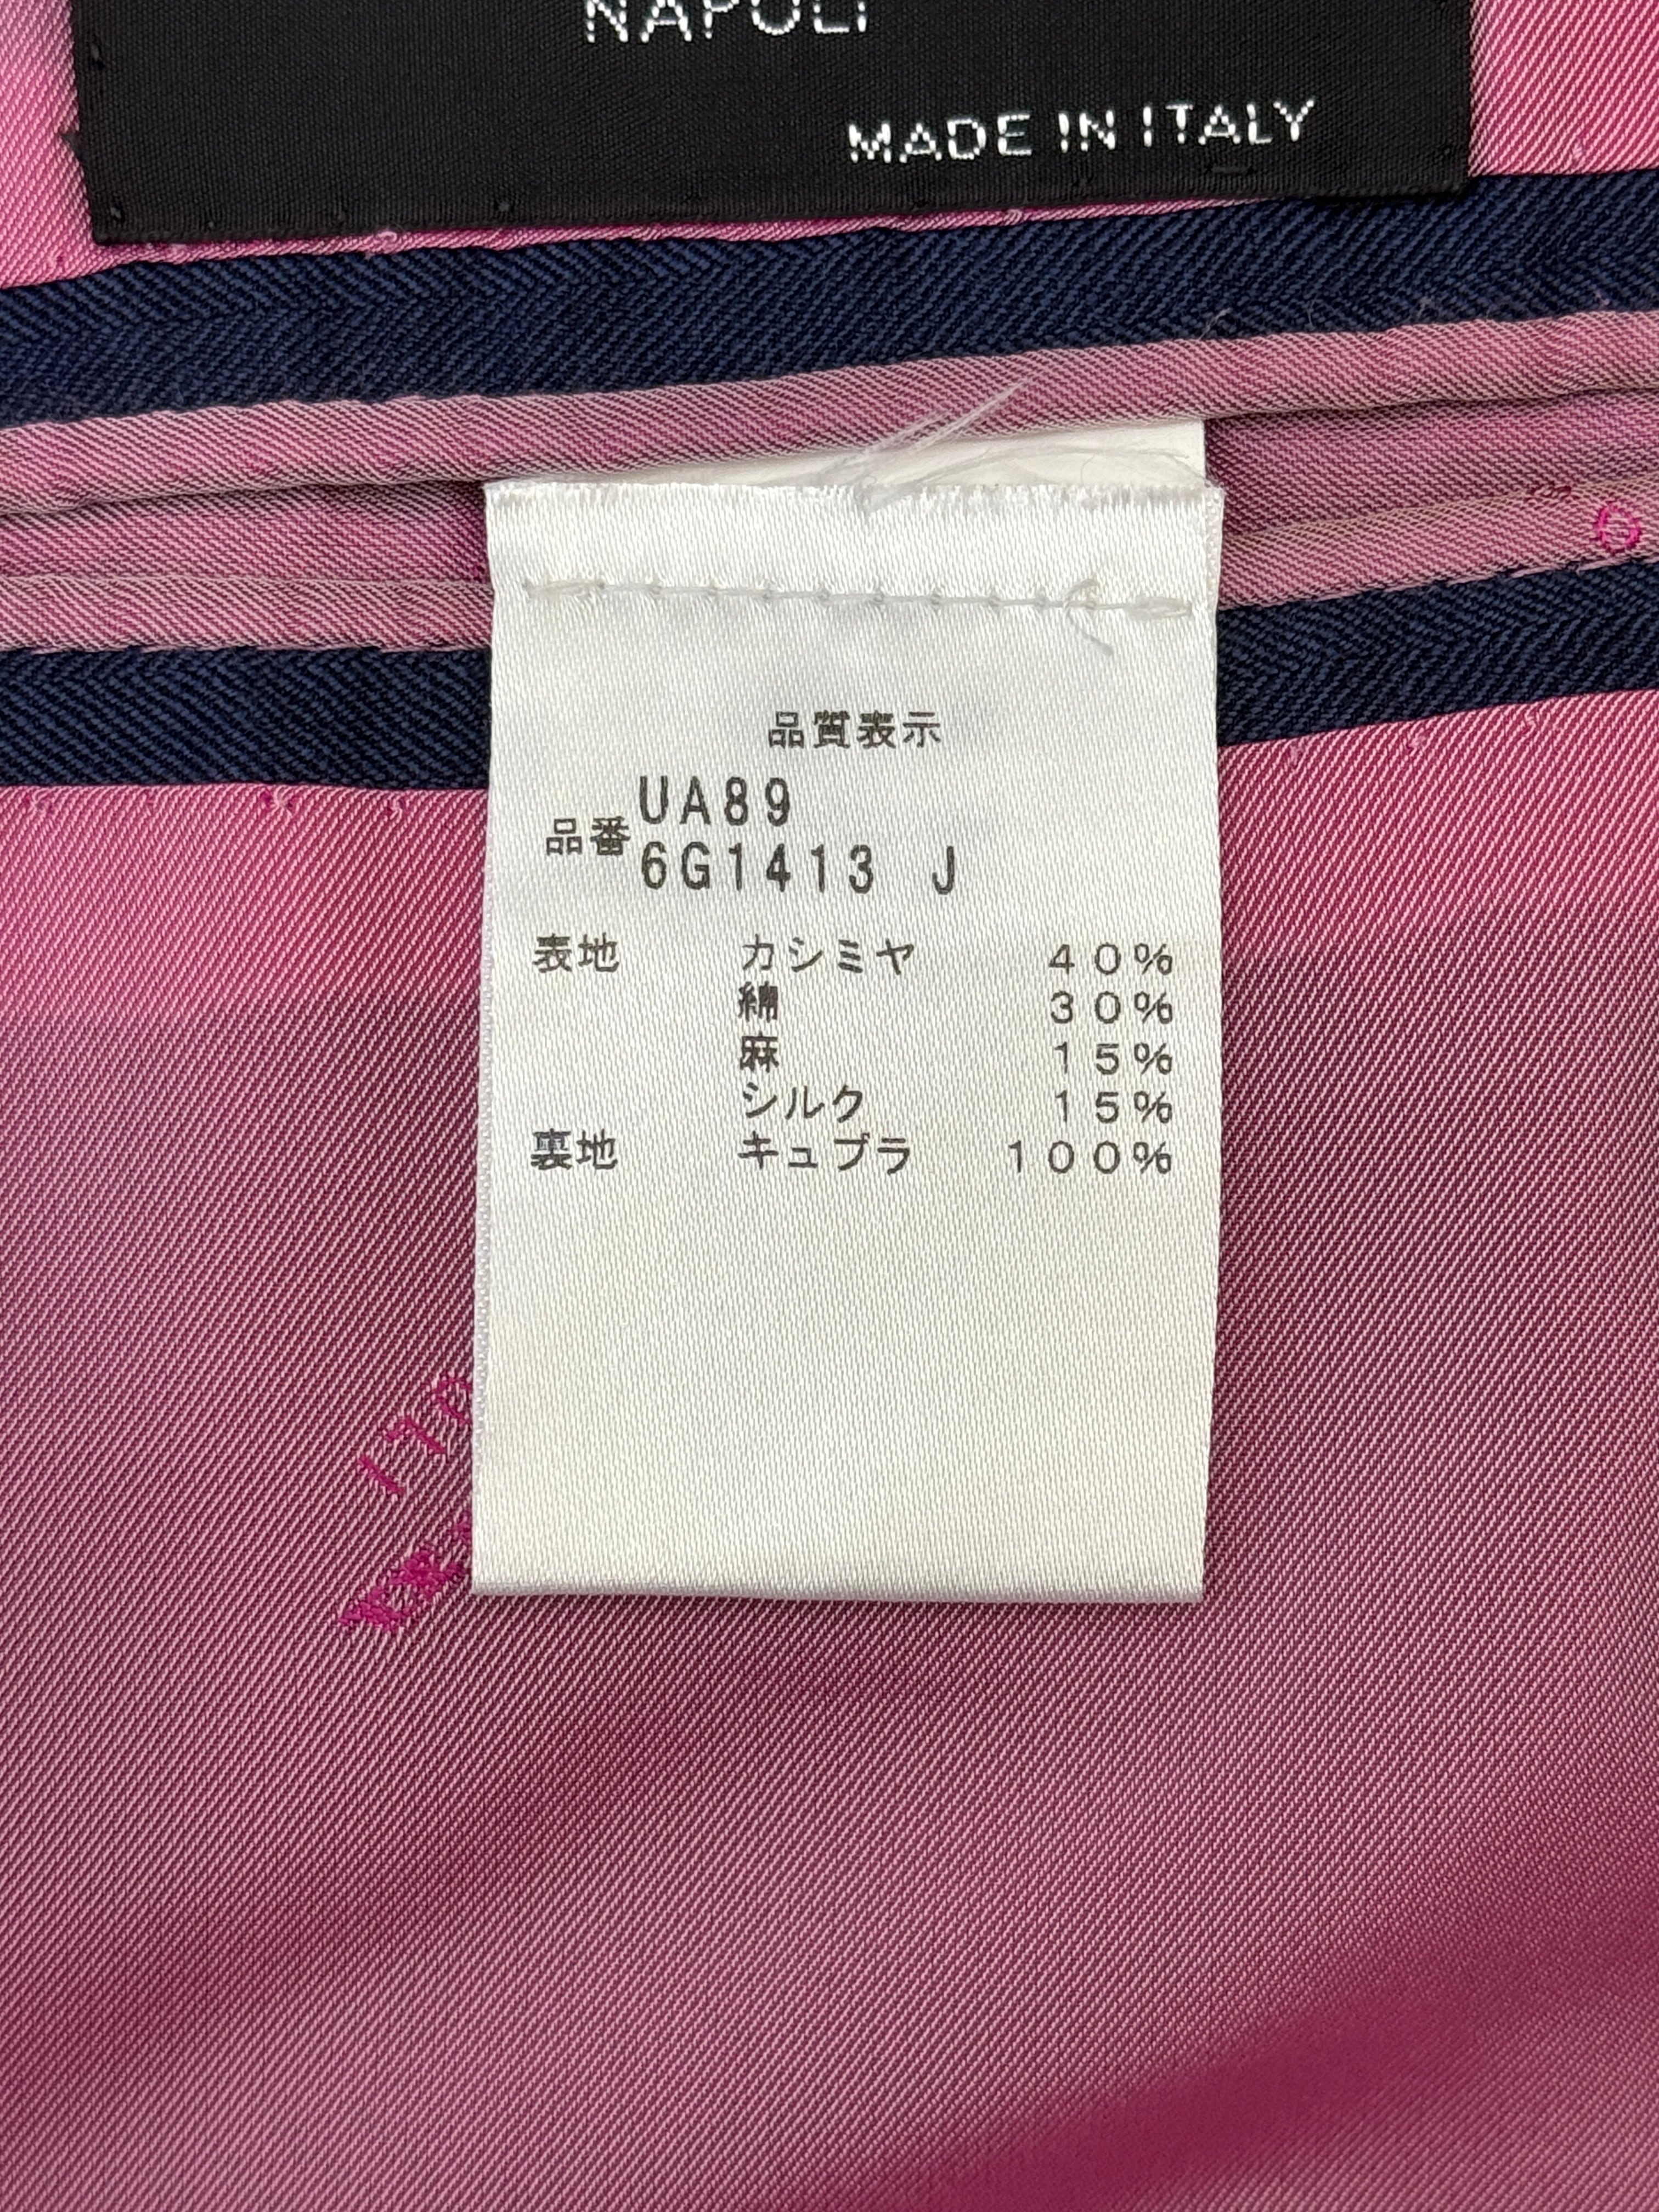 NAPOLI
MADE IN ITALY
品質表示
品番 UA89
6G1413 J
表地 カシミヤ 40%
綿 30%
麻 15%
シルク 15%
裏地 キュプラ 100%